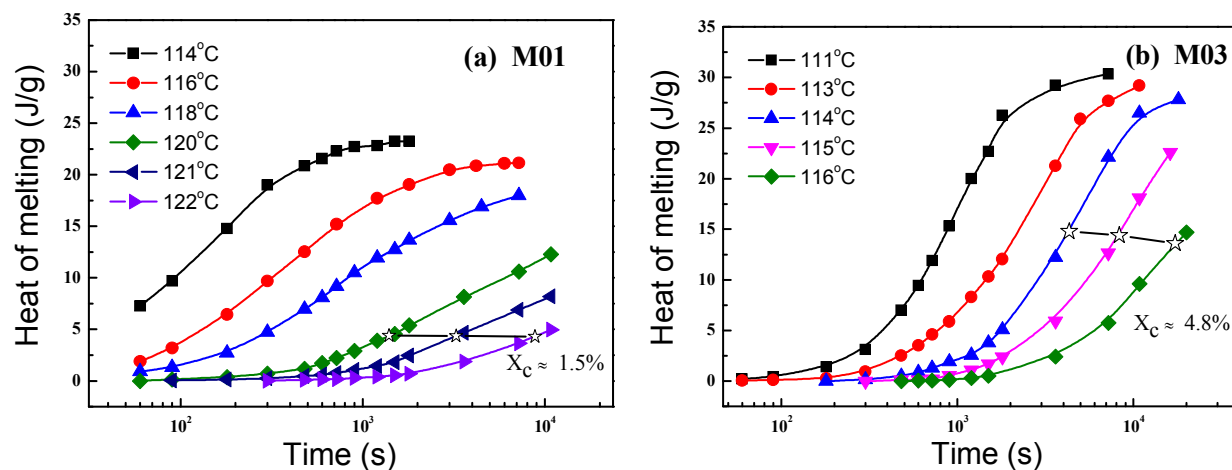 (a) M01
114°C
116°C
118°C
120°C
121°C
122°C
X_c ≈ 1.5%
Heat of melting (J/g)
35
30
25
20
15
10
5
0
10²
10³
10⁴
Time (s)
(b) M03
111°C
113°C
114°C
115°C
116°C
X_c ≈ 4.8%
Heat of melting (J/g)
35
30
25
20
15
10
5
0
10²
10³
10⁴
Time (s)